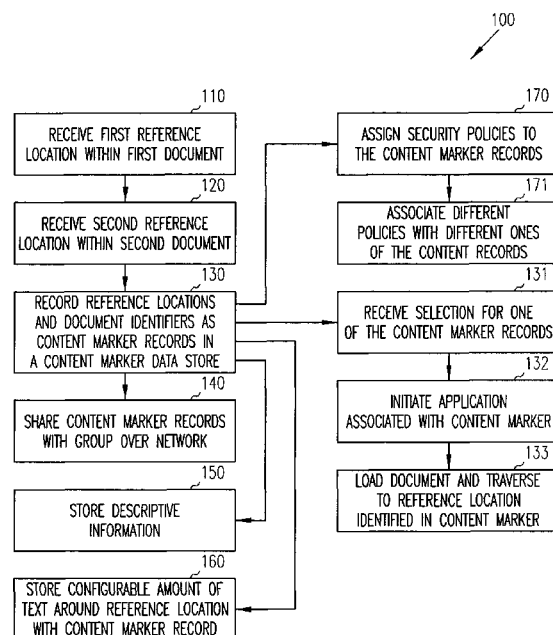 100
110
RECEIVE FIRST REFERENCE
LOCATION WITHIN FIRST DOCUMENT
120
RECEIVE SECOND REFERENCE
LOCATION WITHIN SECOND DOCUMENT
130
RECORD REFERENCE LOCATIONS
AND DOCUMENT IDENTIFIERS AS
CONTENT MARKER RECORDS IN
A CONTENT MARKER DATA STORE
140
SHARE CONTENT MARKER RECORDS
WITH GROUP OVER NETWORK
150
STORE DESCRIPTIVE
INFORMATION
160
STORE CONFIGURABLE AMOUNT OF
TEXT AROUND REFERENCE LOCATION
WITH CONTENT MARKER RECORD
170
ASSIGN SECURITY POLICIES TO
THE CONTENT MARKER RECORDS
171
ASSOCIATE DIFFERENT
POLICIES WITH DIFFERENT ONES
OF THE CONTENT RECORDS
131
RECEIVE SELECTION FOR ONE
OF THE CONTENT MARKER RECORDS
132
INITIATE APPLICATION
ASSOCIATED WITH CONTENT MARKER
133
LOAD DOCUMENT AND TRAVERSE
TO REFERENCE LOCATION
IDENTIFIED IN CONTENT MARKER